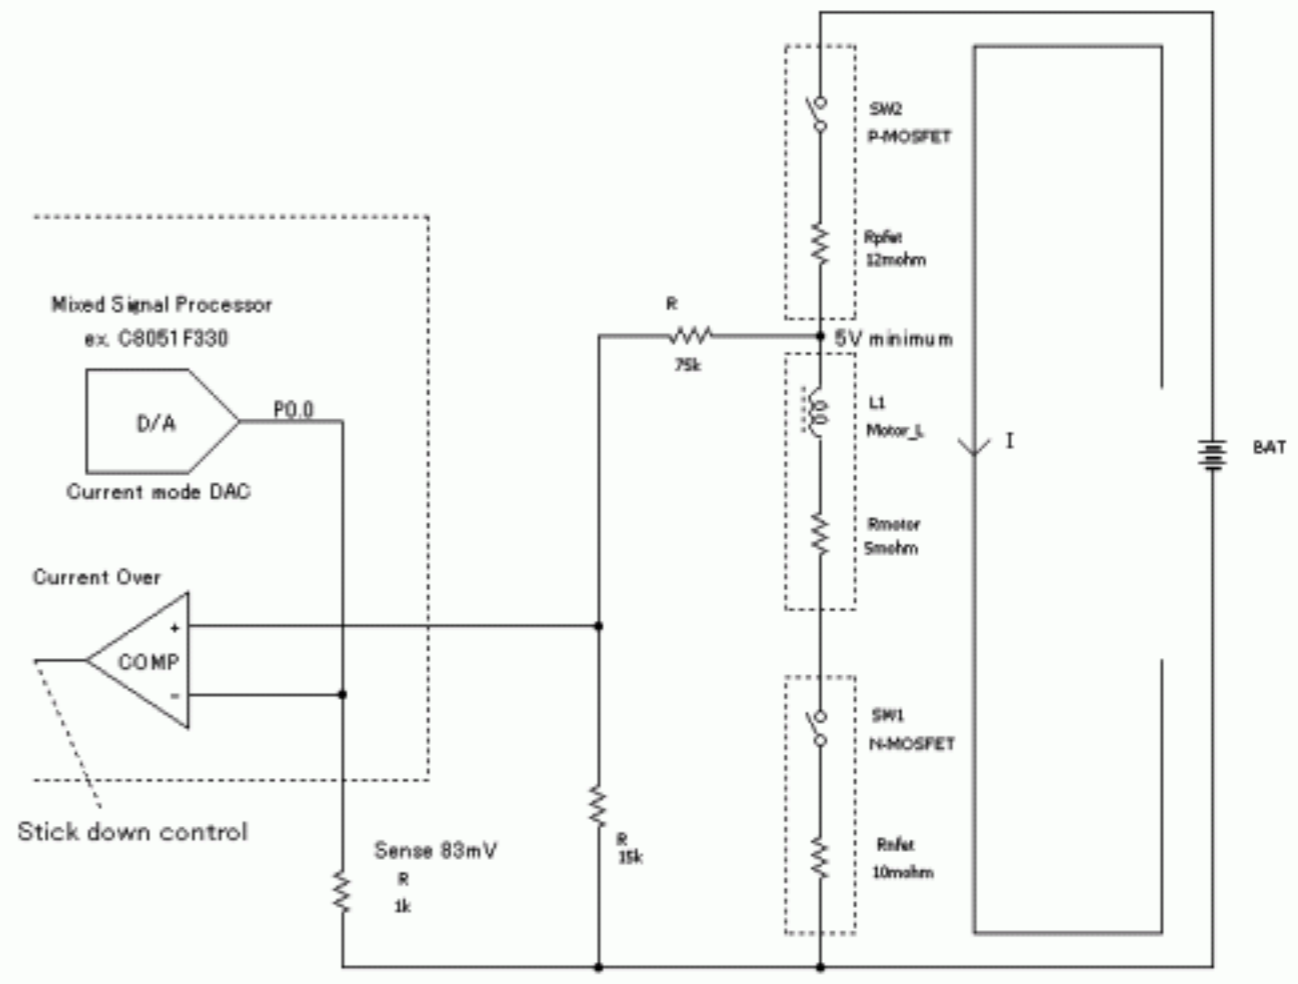 SW2
P-MOSFET
Rpfet
12mohm
Mixed Signal Processor
ex. C8051F330
R
75k
5V minimum
D/A
P0.0
Current mode DAC
L1
Motor_L
I
BAT
Rmotor
5mohm
Current Over
+
COMP
-
SW1
N-MOSFET
Stick down control
Sense 83mV
R
1k
R
15k
Rnfet
10mohm